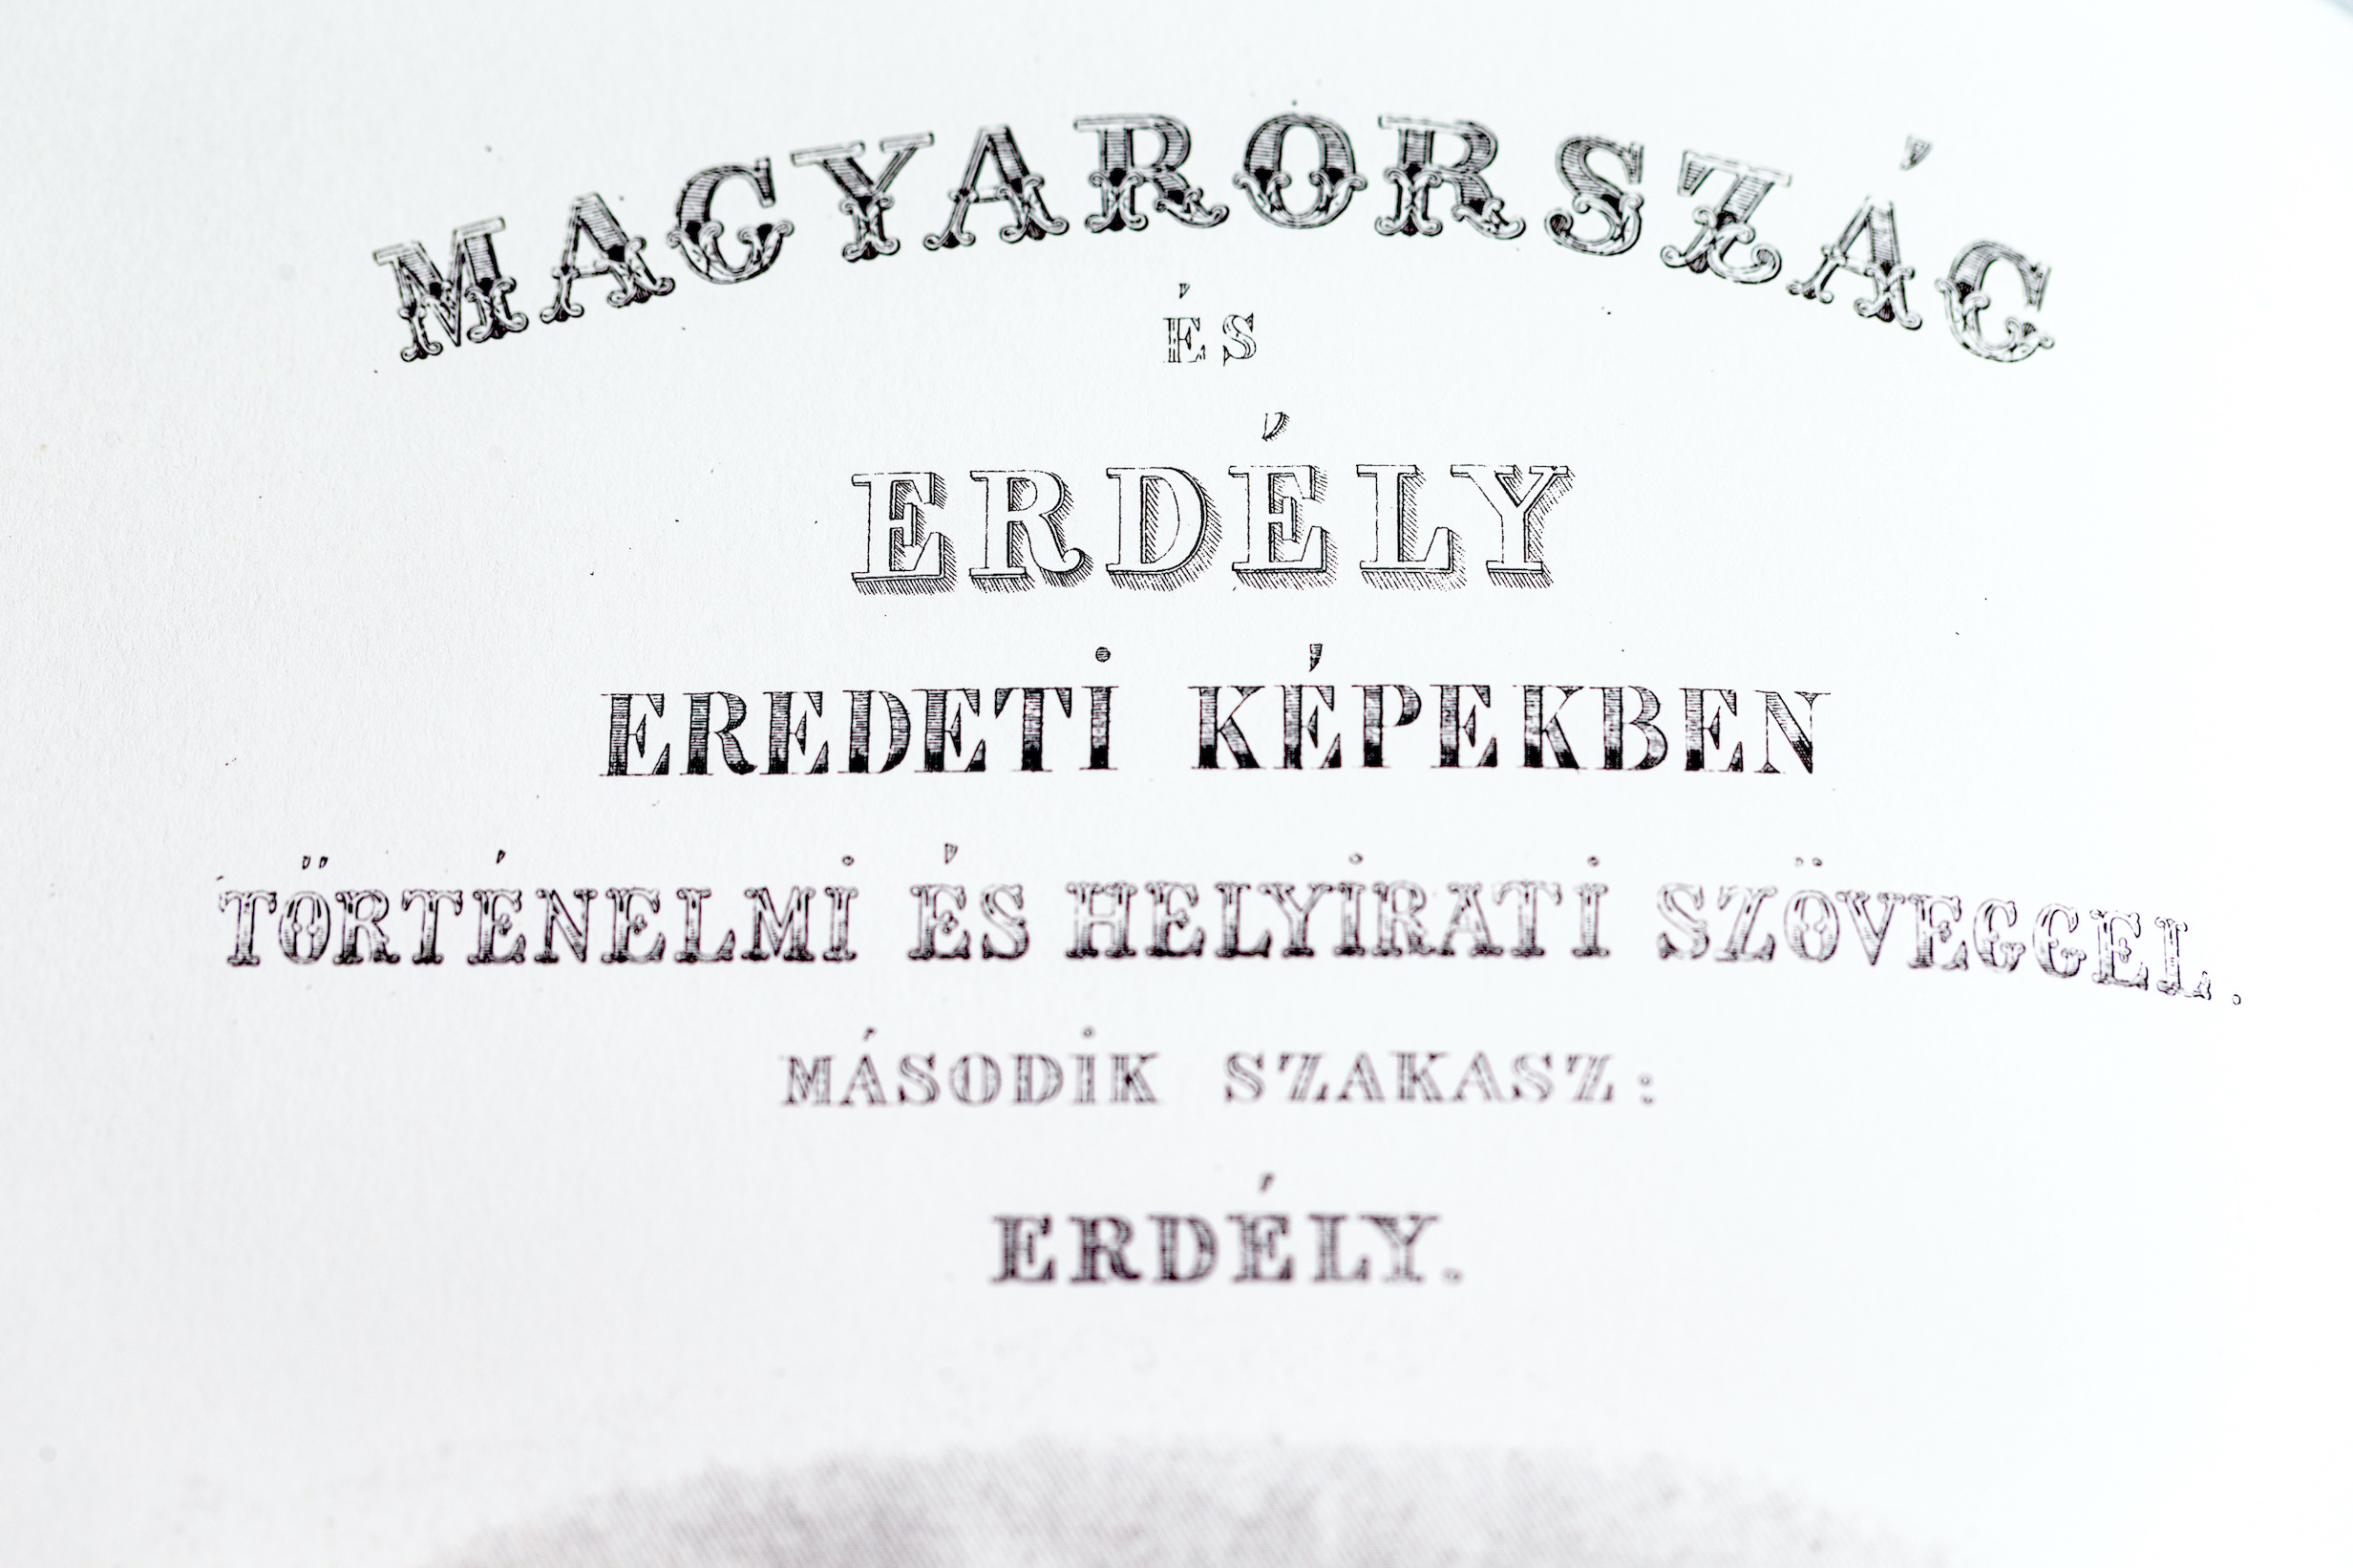 MAGYARORSZÁG
ÉS
ERDÉLY
EREDETI KÉPEKBEN
TÖRTÉNELMI ÉS HELYIRATI SZÖVEGGEL.
MÁSODIK SZAKASZ:
ERDÉLY.